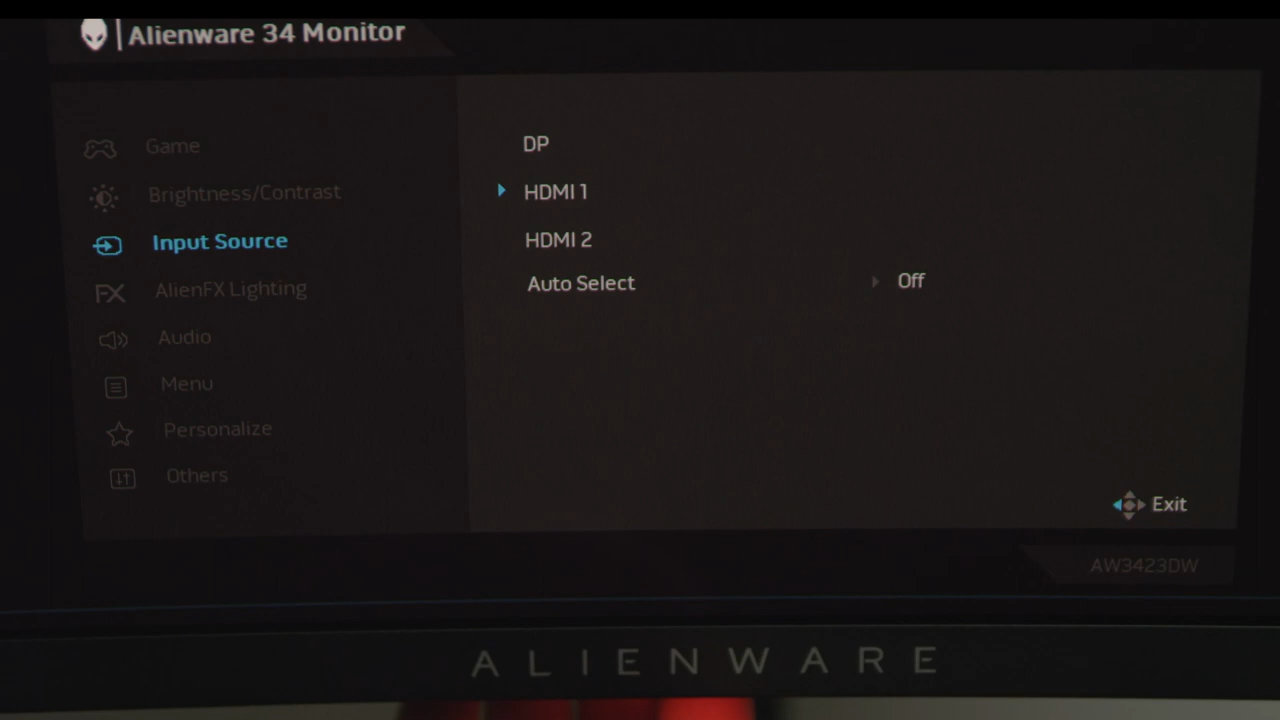 Alienware 34 Monitor
Game
Brightness/Contrast
Input Source
FX AlienFX Lighting
Audio
Menu
Personalize
Others
DP
HDMI 1
HDMI 2
Auto Select Off
Exit
AW3423DW
ALIENWARE